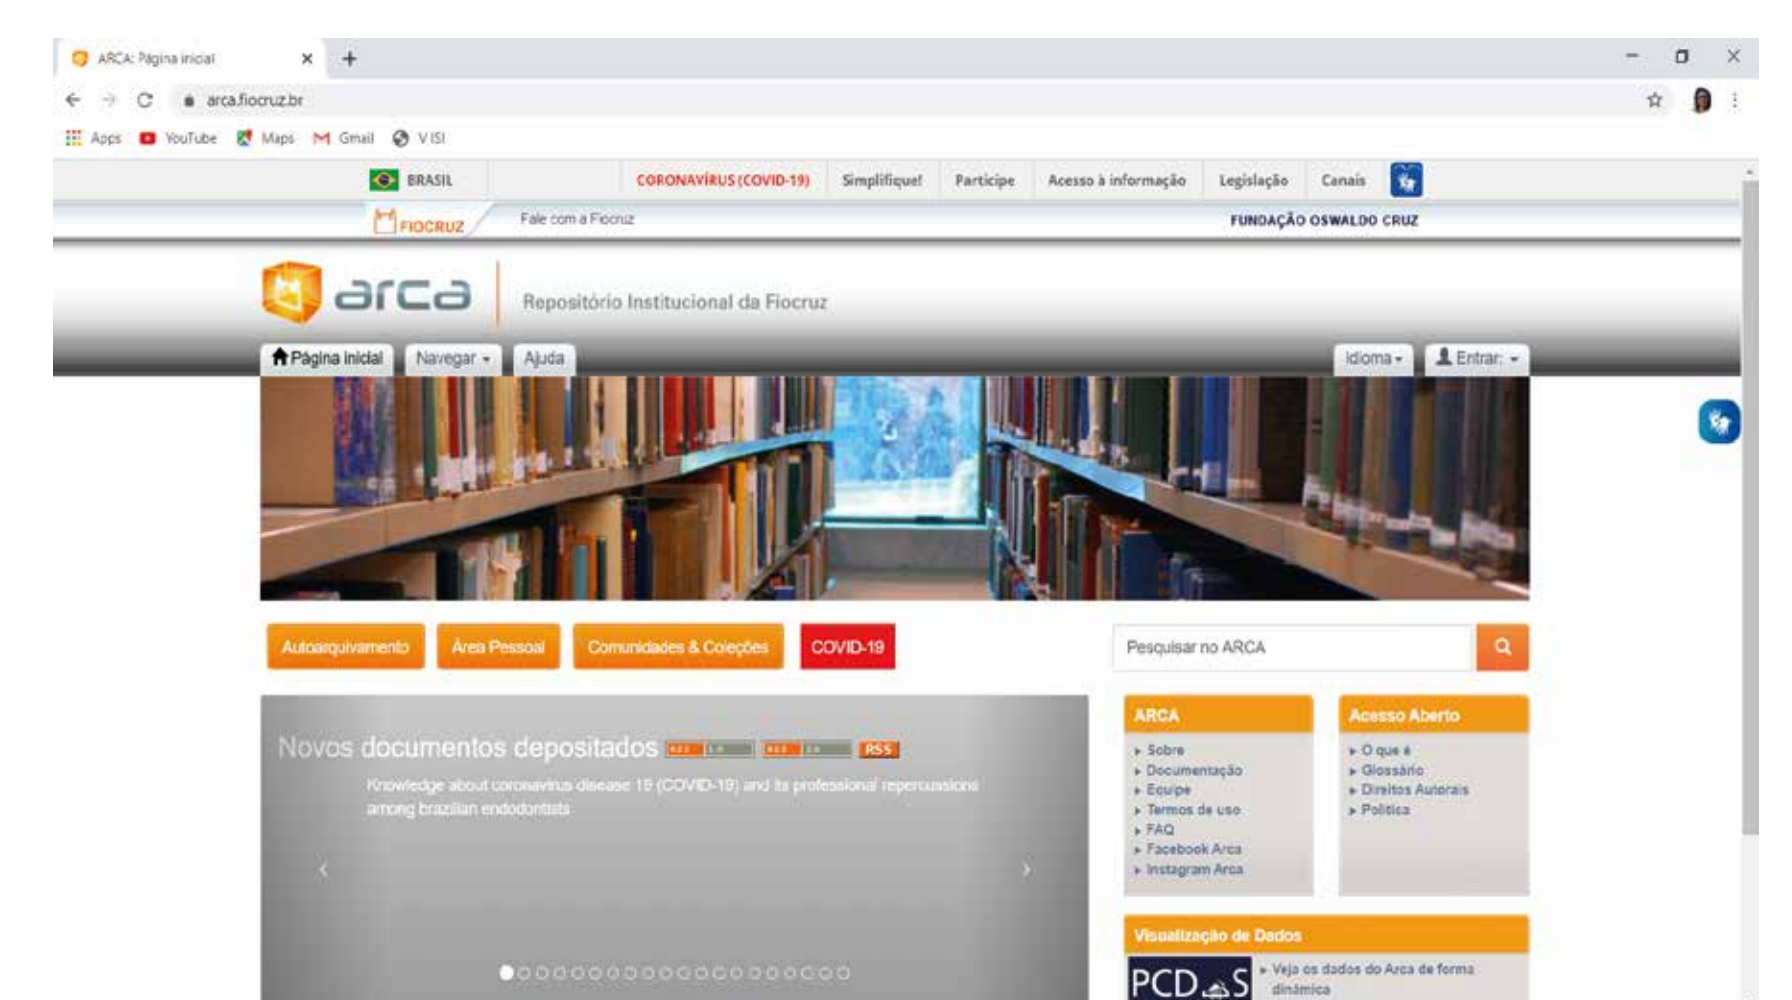 ARCA: Página inicial
arca.fiocruz.br
Apps YouTube Maps Gmail VISI
BRASIL CORONAVÍRUS (COVID-19) Simplifique! Participe Acesso à informação Legislação Canais
FIOCRUZ Fale com a Fiocruz FUNDAÇÃO OSWALDO CRUZ
arca Repositório Institucional da Fiocruz
Página inicial Navegar Ajuda Idioma Entrar:
Autoarquivamento Área Pessoal Comunidades & Coleções COVID-19 Pesquisar no ARCA
Novos documentos depositados RSS
Knowledge about coronavirus disease 19 (COVID-19) and its professional repercussions
among brazilian endodontists
ARCA
Sobre
Documentação
Equipe
Termos de uso
FAQ
Facebook Arca
Instagram Arca
Acesso Aberto
O que é
Glossário
Direitos Autorais
Política
Visualização de Dados
PCDaS
Veja os dados do Arca de forma
dinâmica